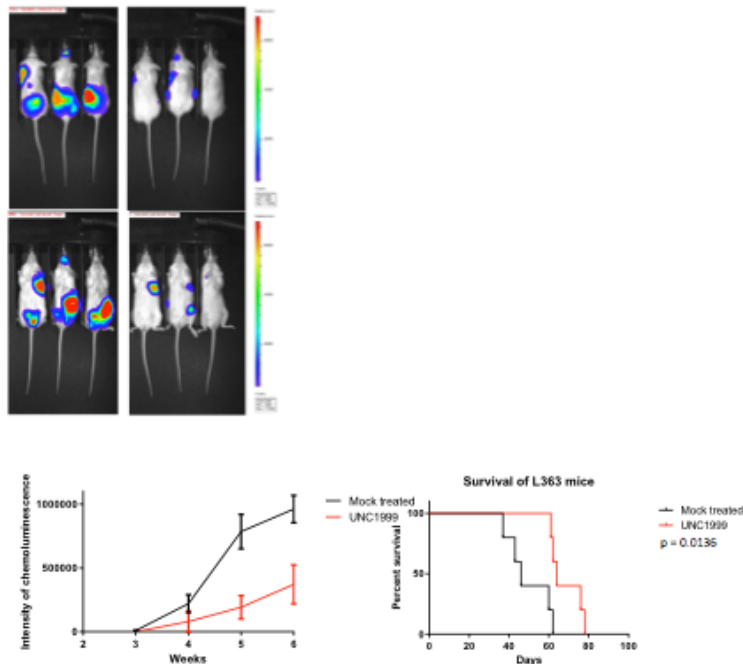 Survival of L363 mice
Intensity of chemoluminescence
1000000
500000
0
2
3
4
5
6
Weeks
Mock treated
UNC1999
Percent survival
100
50
0
0
20
40
60
80
100
Days
Mock treated
UNC1999
p = 0.0136